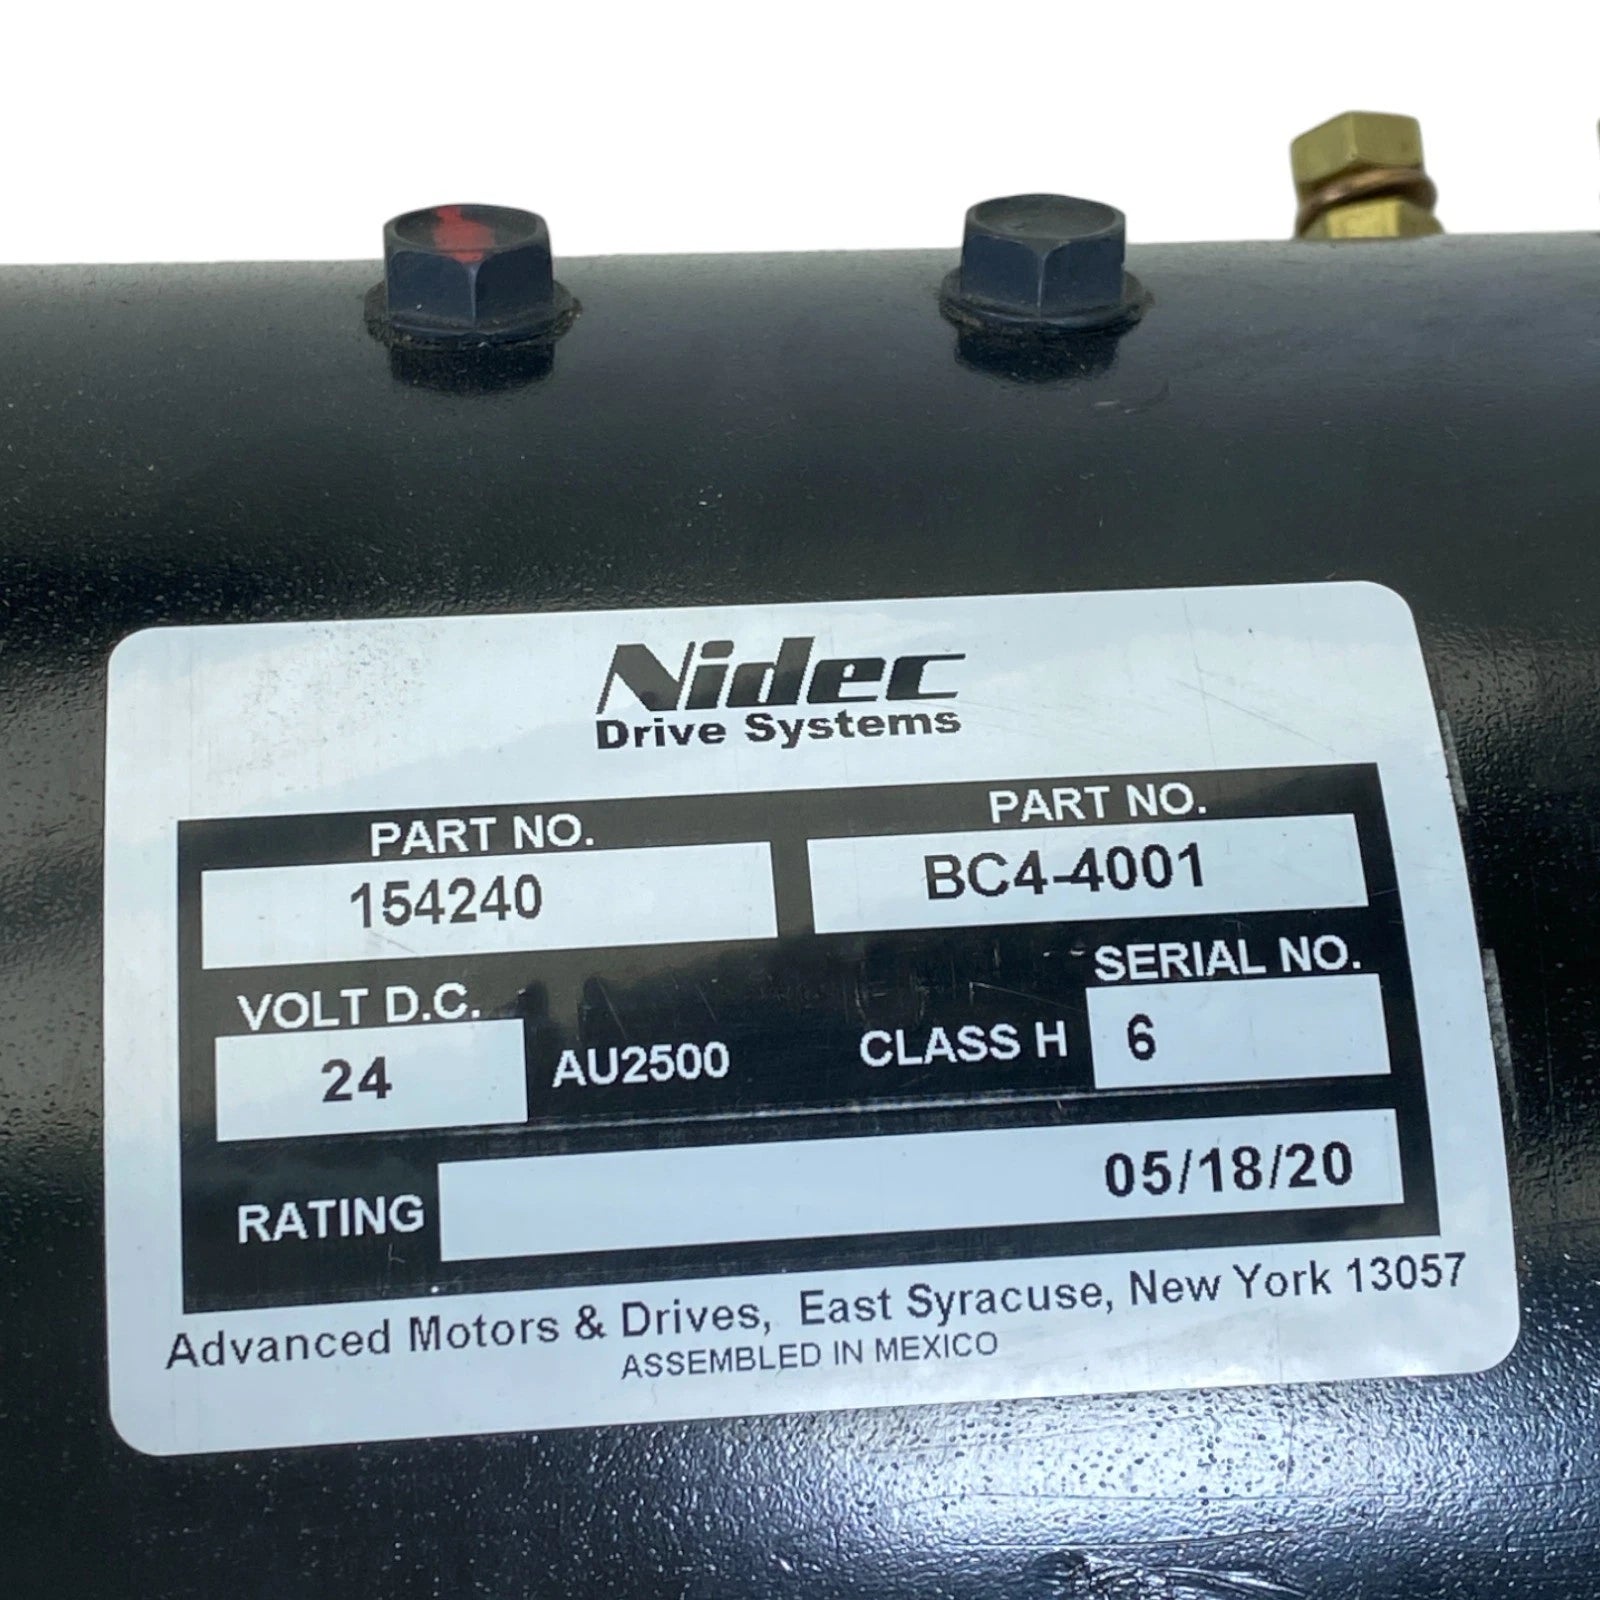 Nidec
Drive Systems
PART NO. PART NO.
154240 BC4-4001
VOLT D.C. SERIAL NO.
24 AU2500 CLASS H 6
RATING 05/18/20
Advanced Motors & Drives, East Syracuse, New York 13057
ASSEMBLED IN MEXICO